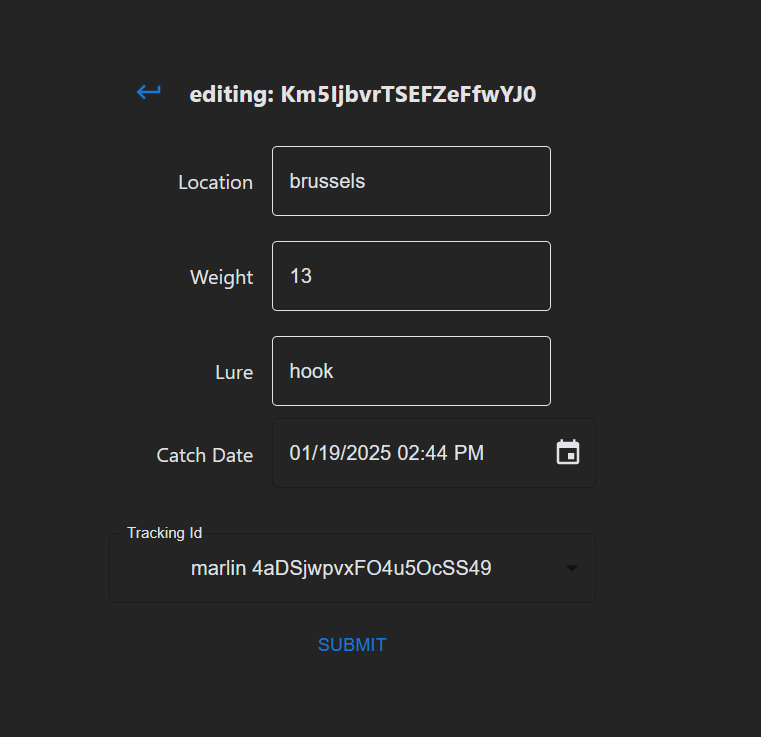 editing: Km5IjbvrTSEFZeFfwYJ0
Location brussels
Weight 13
Lure hook
Catch Date 01/19/2025 02:44 PM
Tracking Id
marlin 4aDSjwpvxFO4u5OcSS49
SUBMIT